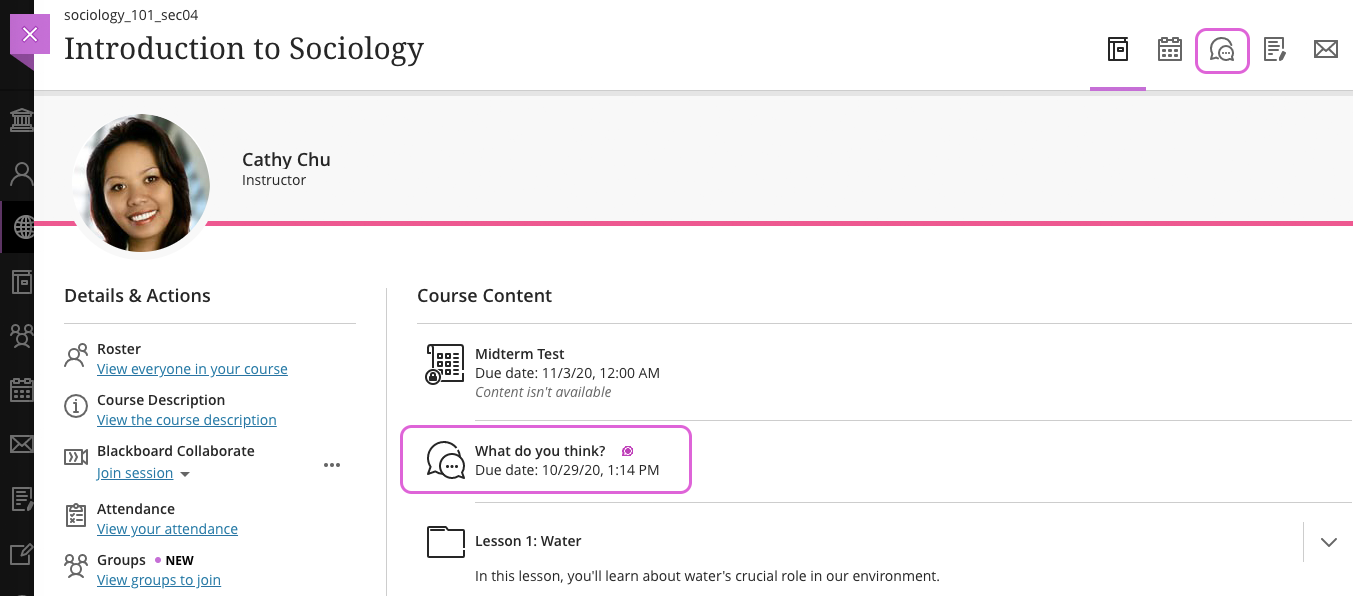 sociology_101_sec04
Introduction to Sociology
Cathy Chu
Instructor
Details & Actions
Roster
View everyone in your course
Course Description
View the course description
Blackboard Collaborate
Join session
Attendance
View your attendance
Groups • NEW
View groups to join
Course Content
Midterm Test
Due date: 11/3/20, 12:00 AM
Content isn't available
What do you think?
Due date: 10/29/20, 1:14 PM
Lesson 1: Water
In this lesson, you'll learn about water's crucial role in our environment.